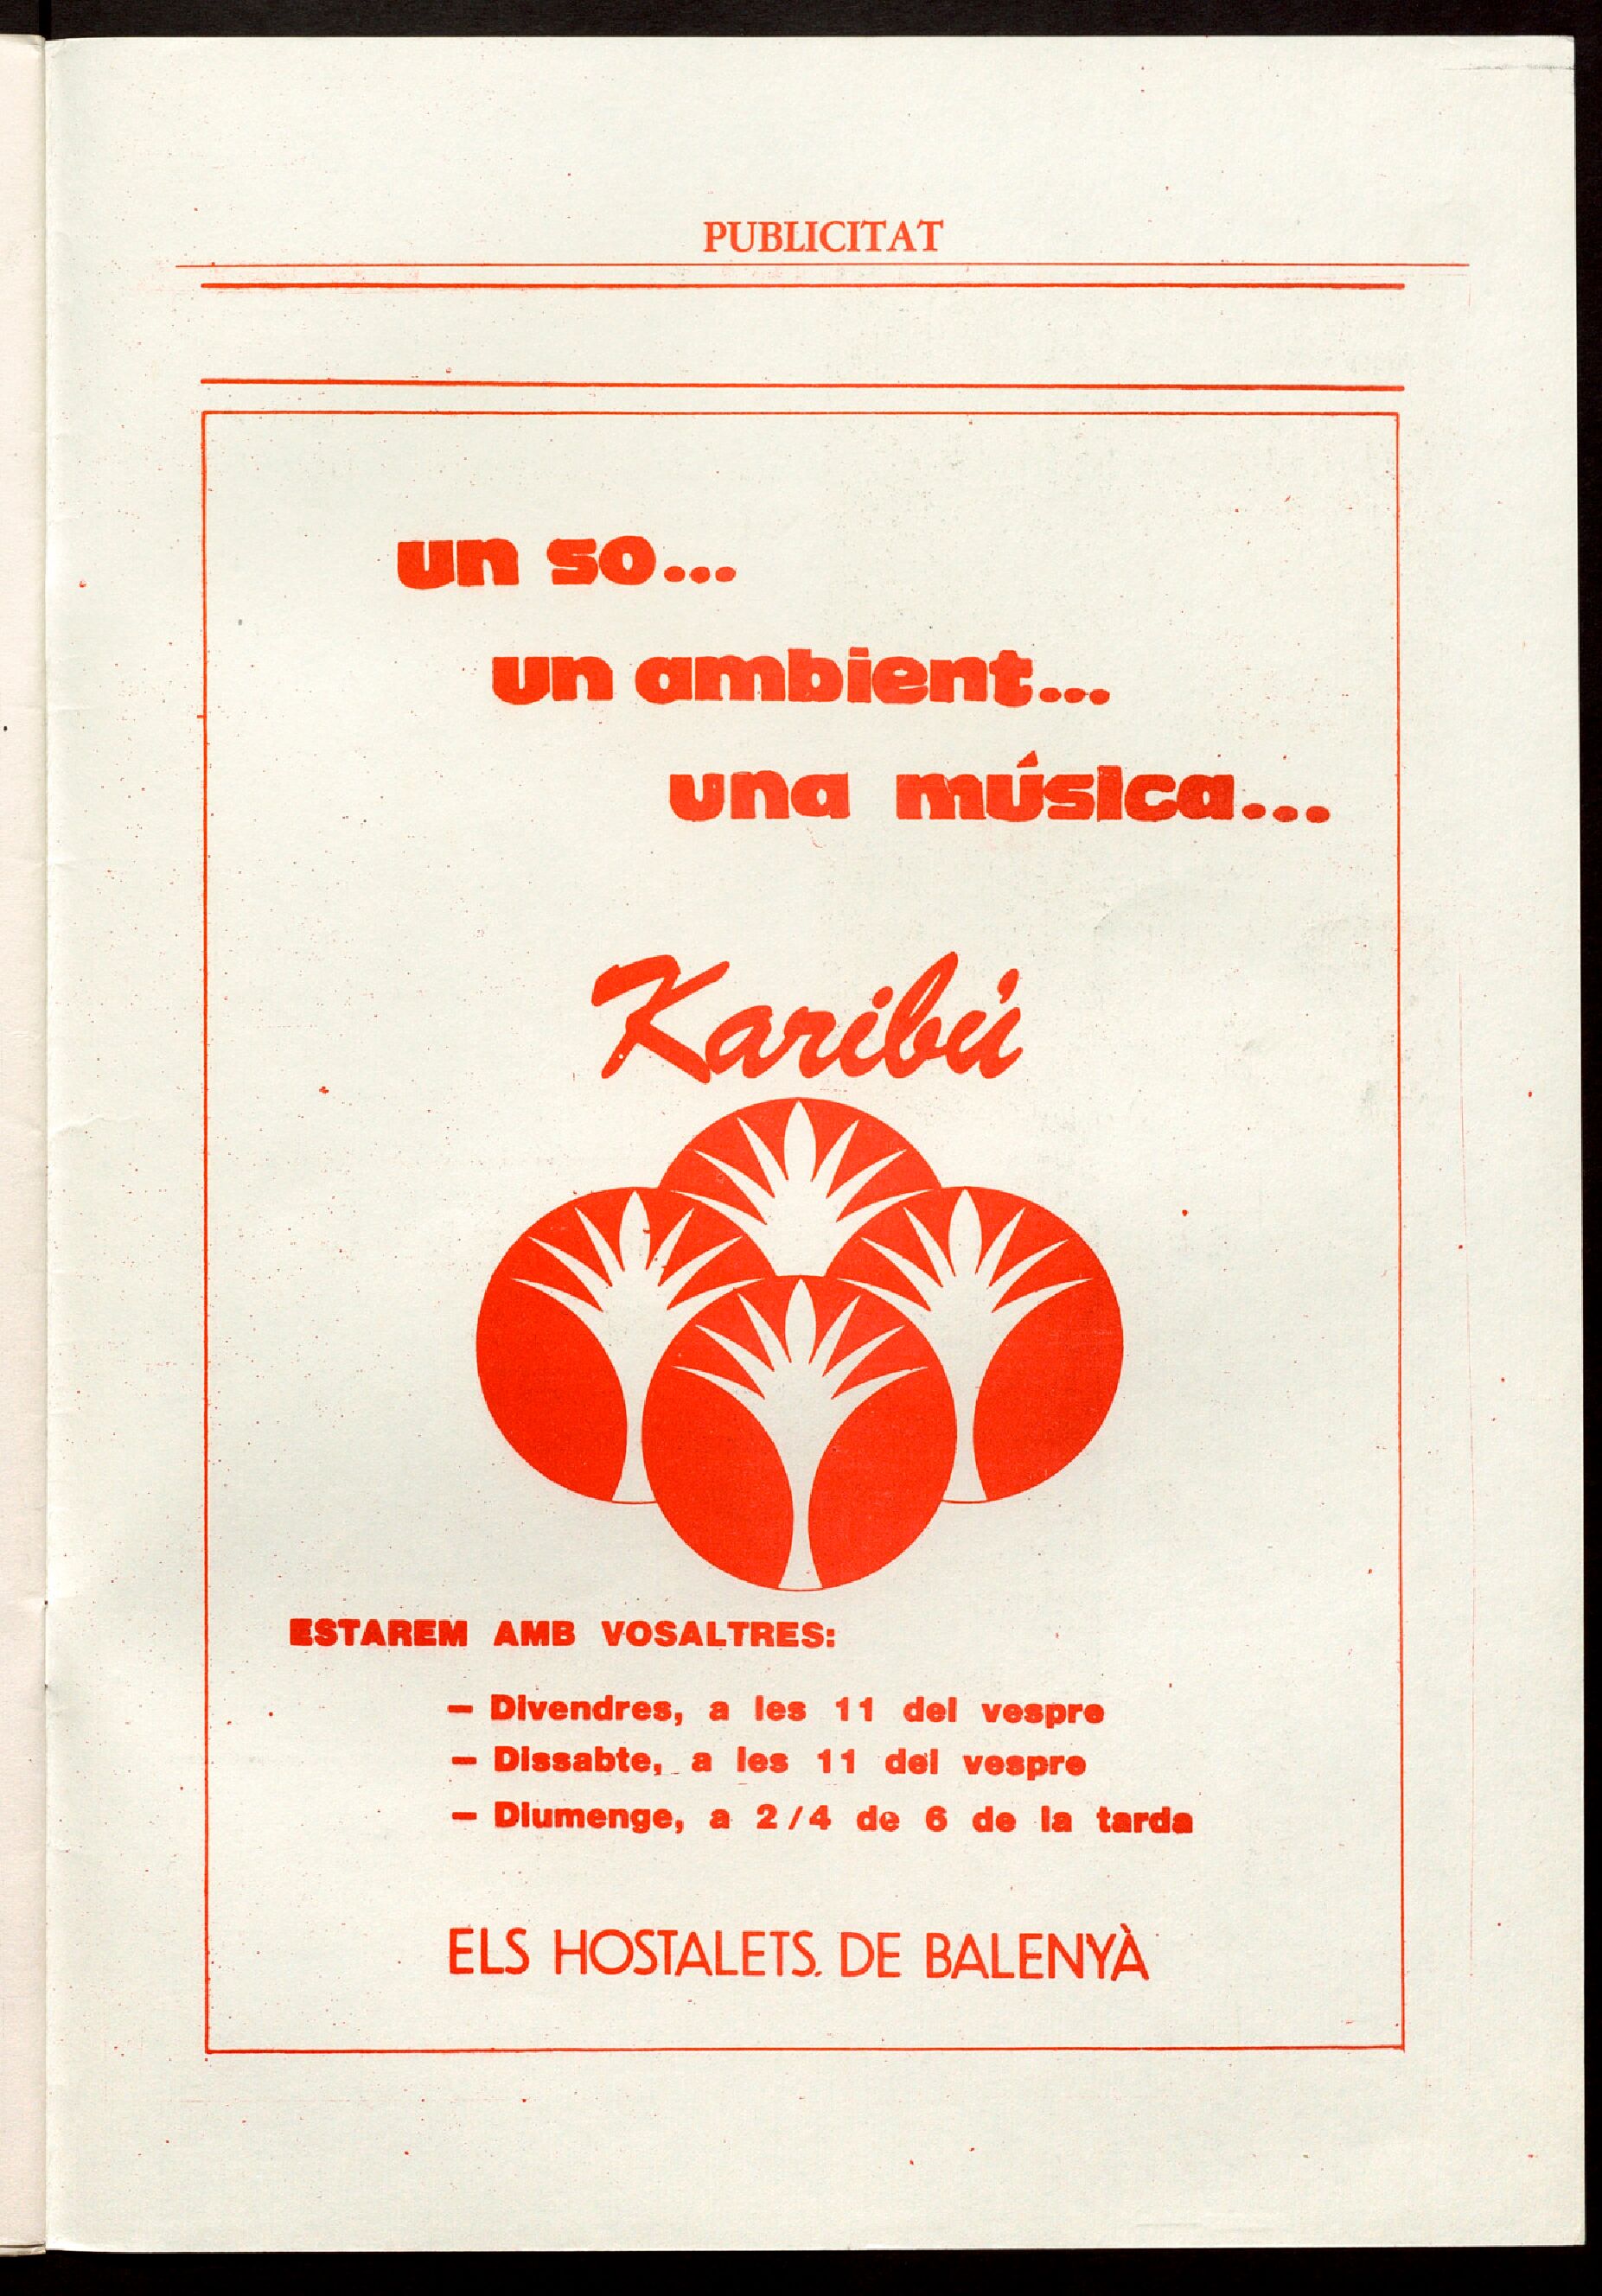 PUBLICITAT
un so...
un ambient...
una música...
Karibú
ESTAREM AMB VOSALTRES:
— Divendres, a les 11 del vespre
— Dissabte, a les 11 del vespre
— Diumenge, a 2/4 de 6 de la tarda
ELS HOSTALETS DE BALENYÀ